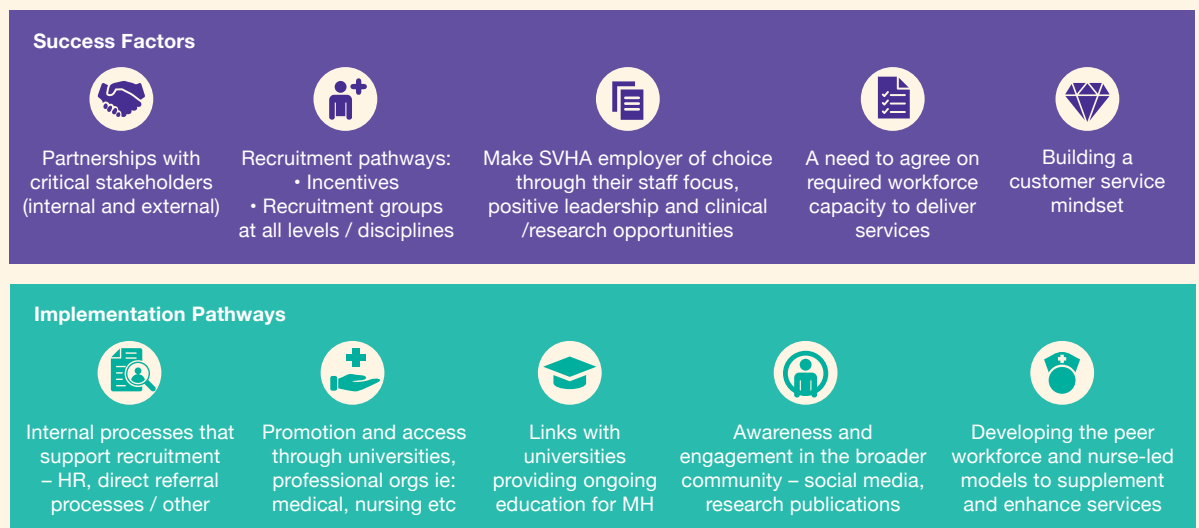 Success Factors
Partnerships with
critical stakeholders
(internal and external)
Recruitment pathways:
• Incentives
• Recruitment groups
at all levels / disciplines
Make SVHA employer of choice
through their staff focus,
positive leadership and clinical
/research opportunities
A need to agree on
required workforce
capacity to deliver
services
Building a
customer service
mindset
Implementation Pathways
Internal processes that
support recruitment
– HR, direct referral
processes / other
Promotion and access
through universities,
professional orgs ie:
medical, nursing etc
Links with
universities
providing ongoing
education for MH
Awareness and
engagement in the broader
community – social media,
research publications
Developing the peer
workforce and nurse-led
models to supplement
and enhance services